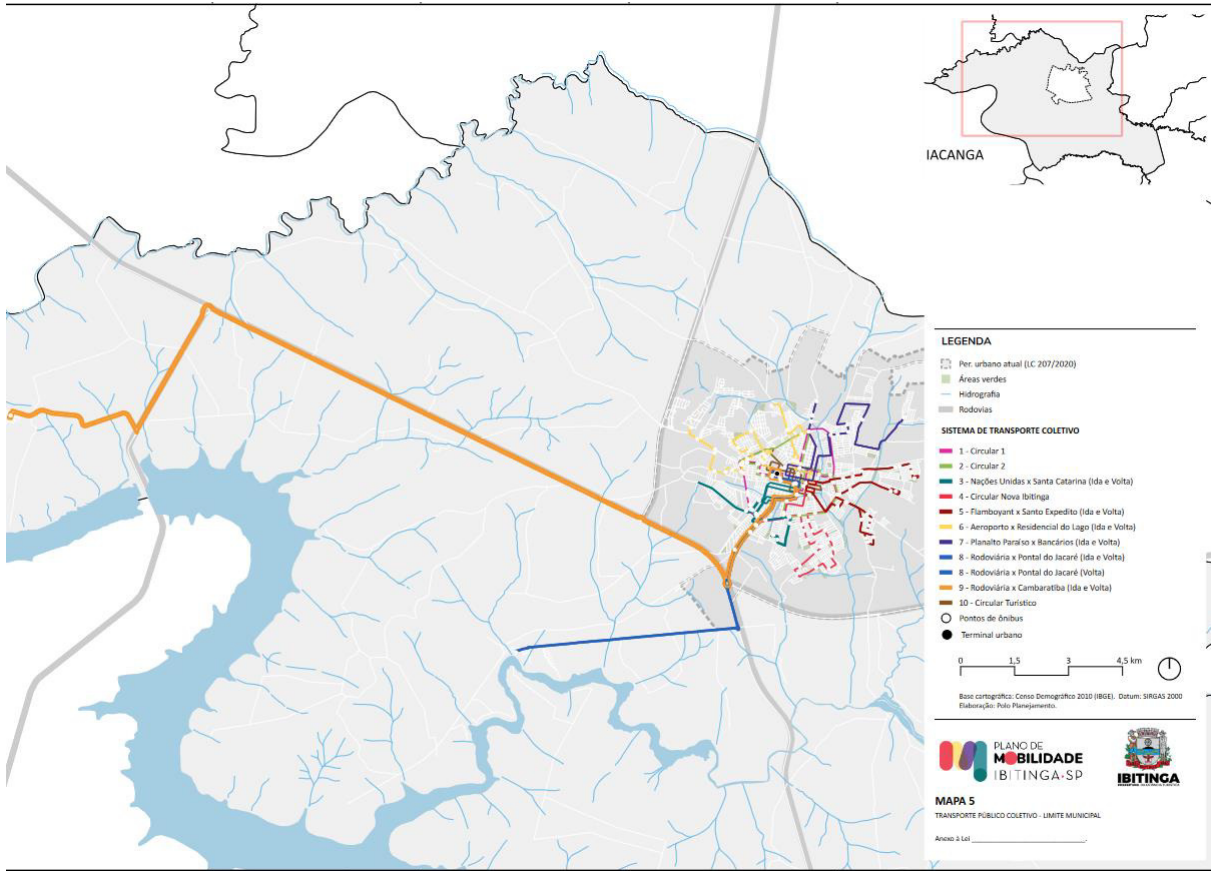 IACANGA
LEGENDA
Per. urbano atual (LC 207/2020)
Áreas verdes
Hidrografia
Rodovias
SISTEMA DE TRANSPORTE COLETIVO
1 - Circular 1
2 - Circular 2
3 - Nações Unidas x Santa Catarina (Ida e Volta)
4 - Circular Nova Ibitinga
5 - Flamboyant x Santo Expedito (Ida e Volta)
6 - Aeroporto x Residencial do Lago (Ida e Volta)
7 - Planalto Paraíso x Bancários (Ida e Volta)
8 - Rodoviária x Pontal do Jacaré (Ida e Volta)
8 - Rodoviária x Pontal do Jacaré (Volta)
9 - Rodoviária x Cambaratiba (Ida e Volta)
10 - Circular Turístico
Pontos de ônibus
Terminal urbano
0 1,5 3 4,5 km
Base cartográfica: Censo Demográfico 2010 (IBGE). Datum: SIRGAS 2000
Elaboração: Polo Planejamento.
PLANO DE
MOBILIDADE
IBITINGA•SP
IBITINGA
MAPA 5
TRANSPORTE PÚBLICO COLETIVO - LIMITE MUNICIPAL
Anexo à Lei ______________________________.